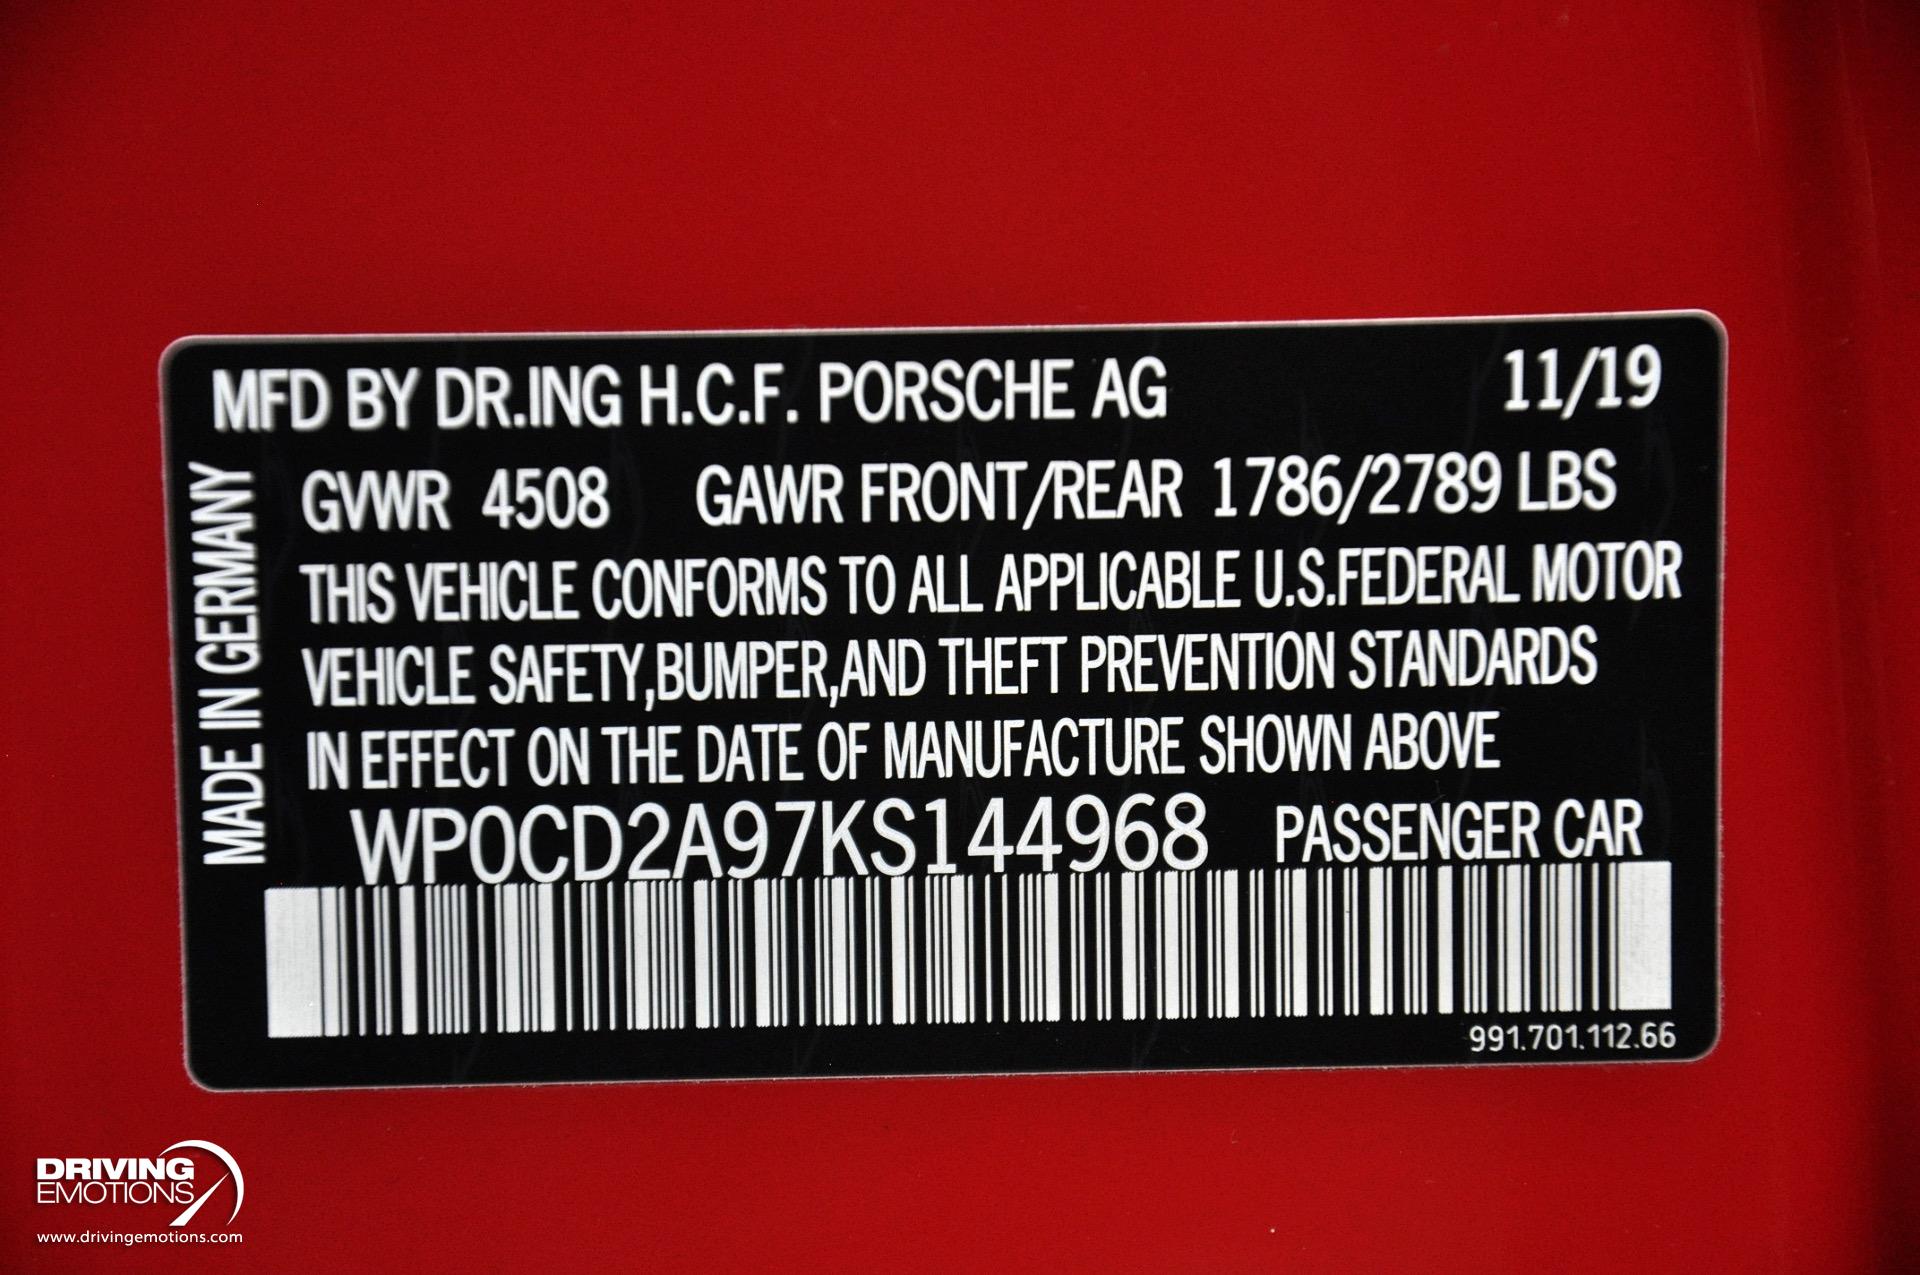 MFD BY DR.ING H.C.F. PORSCHE AG 11/19
GVWR 4508 GAWR FRONT/REAR 1786/2789 LBS
THIS VEHICLE CONFORMS TO ALL APPLICABLE U.S.FEDERAL MOTOR
VEHICLE SAFETY,BUMPER,AND THEFT PREVENTION STANDARDS
IN EFFECT ON THE DATE OF MANUFACTURE SHOWN ABOVE
WP0CD2A97KS144968 PASSENGER CAR
991.701.112.66
MADE IN GERMANY
DRIVING
EMOTIONS
www.drivingemotions.com